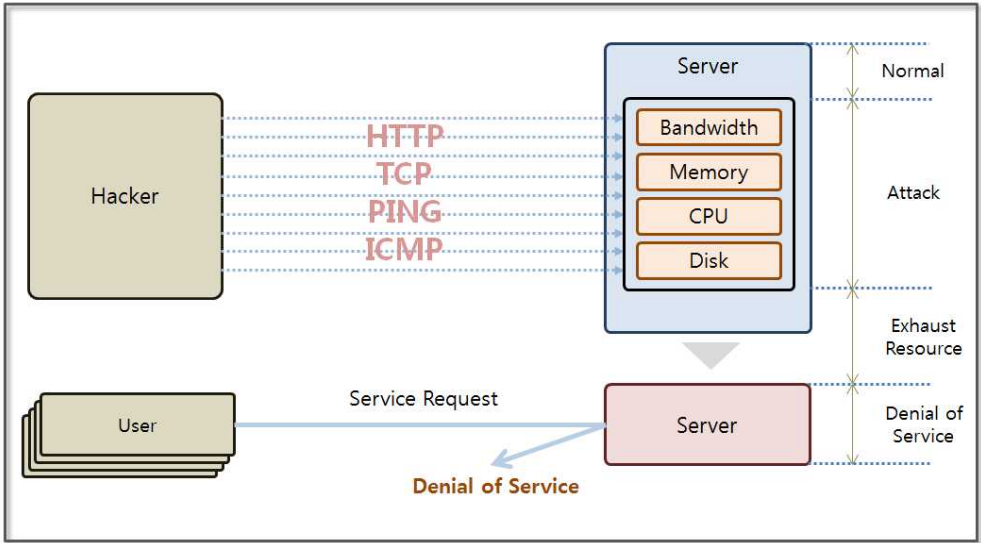 Server
Normal
Hacker
HTTP
TCP
PING
ICMP
Bandwidth
Memory
CPU
Disk
Attack
Exhaust
Resource
User
Service Request
Server
Denial of
Service
Denial of Service